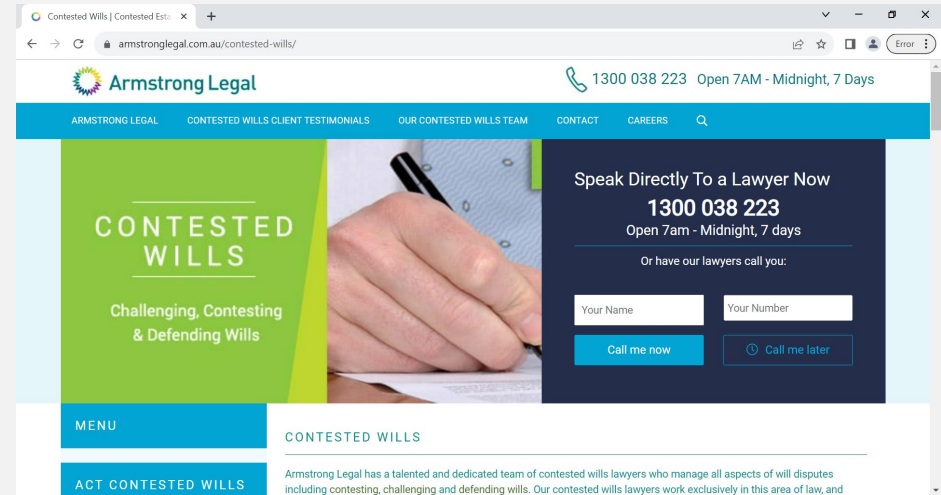 Contested Wills | Contested Esta
armstronglegal.com.au/contested-wills/
Error
Armstrong Legal
1300 038 223 Open 7AM - Midnight, 7 Days
ARMSTRONG LEGAL CONTESTED WILLS CLIENT TESTIMONIALS OUR CONTESTED WILLS TEAM CONTACT CAREERS
CONTESTED
WILLS
Challenging, Contesting
& Defending Wills
Speak Directly To a Lawyer Now
1300 038 223
Open 7am - Midnight, 7 days
Or have our lawyers call you:
Your Name Your Number
Call me now Call me later
MENU
ACT CONTESTED WILLS
CONTESTED WILLS
Armstrong Legal has a talented and dedicated team of contested wills lawyers who manage all aspects of will disputes
including contesting, challenging and defending wills. Our contested wills lawyers work exclusively in this area of law, and